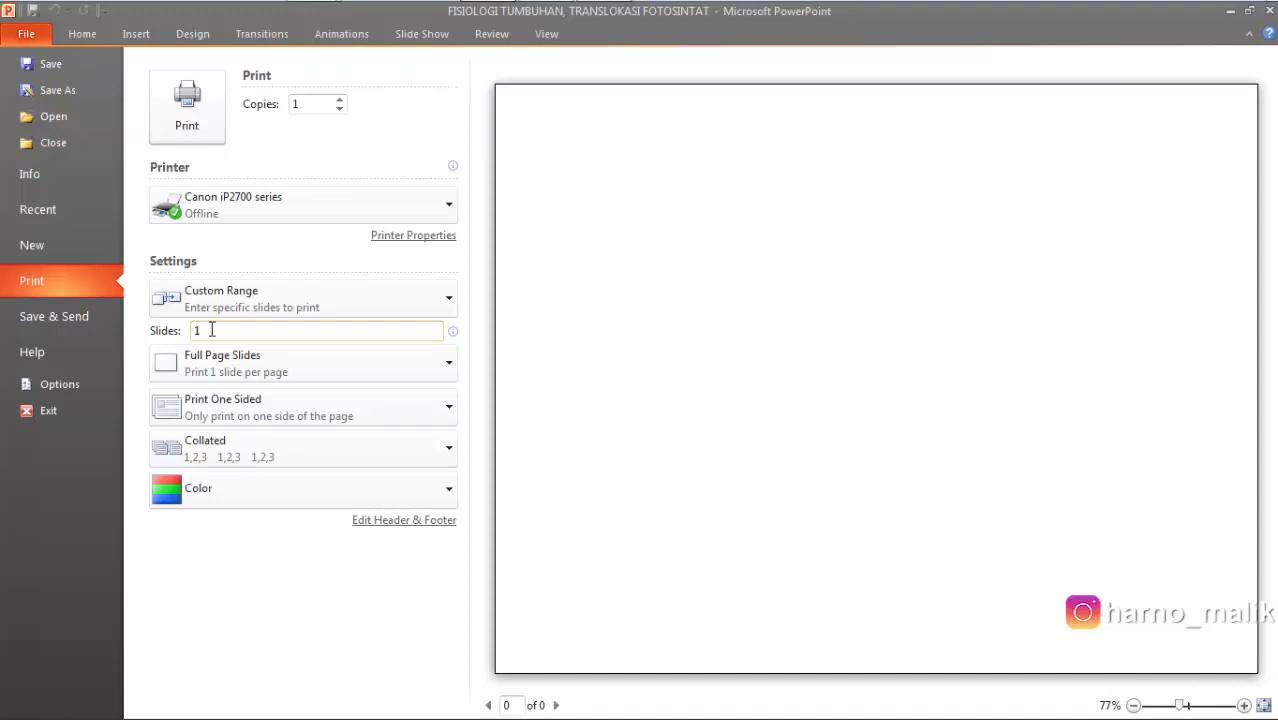 FISIOLOGI TUMBUHAN, TRANSLOKASI FOTOSINTAT - Microsoft PowerPoint
File Home Insert Design Transitions Animations Slide Show Review View
Save
Save As
Open
Close
Info
Recent
New
Print
Save & Send
Help
Options
Exit
Print
Print
Copies: 1
Printer
Canon iP2700 series
Offline
Printer Properties
Settings
Custom Range
Enter specific slides to print
Slides: 1
Full Page Slides
Print 1 slide per page
Print One Sided
Only print on one side of the page
Collated
1,2,3 1,2,3 1,2,3
Color
Edit Header & Footer
harno_malik
0 of 0
77%